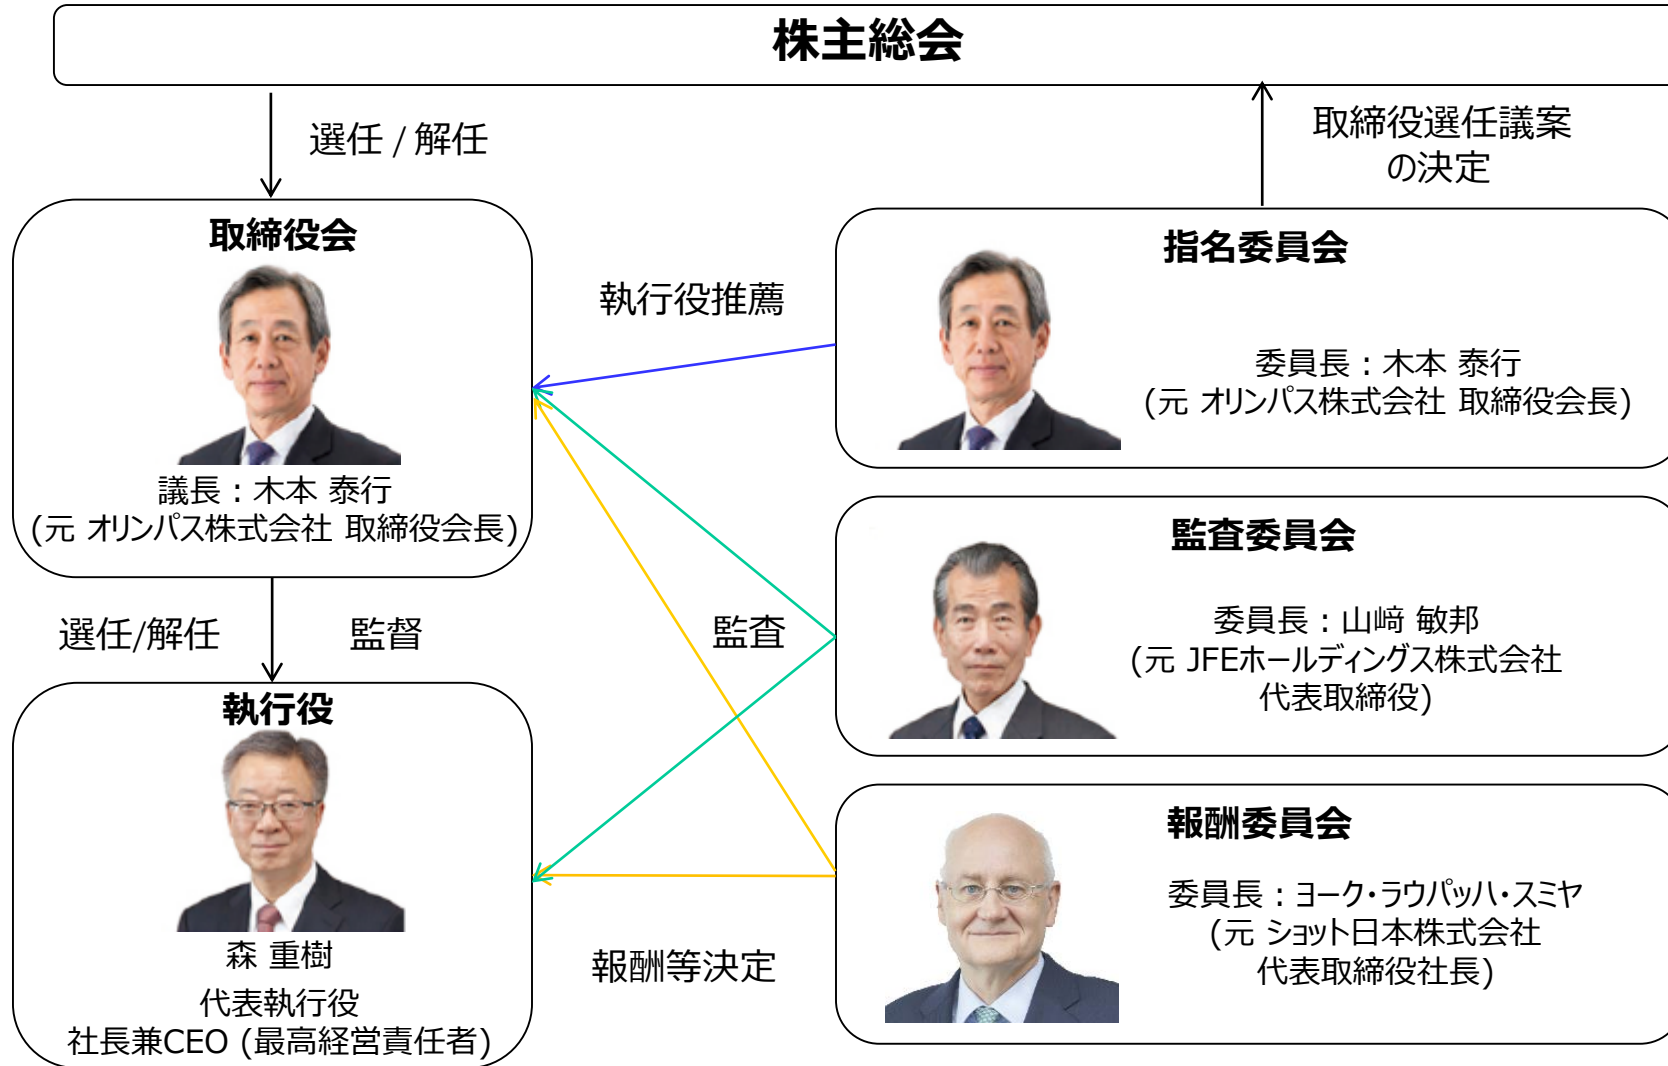 株主総会
選任 / 解任
取締役選任議案
の決定
取締役会
議長：木本 泰行
(元 オリンパス株式会社 取締役会長)
執行役推薦
指名委員会
委員長：木本 泰行
(元 オリンパス株式会社 取締役会長)
選任/解任
監督
監査
監査委員会
委員長：山﨑 敏邦
(元 JFEホールディングス株式会社
代表取締役)
執行役
森 重樹
代表執行役
社長兼CEO (最高経営責任者)
報酬等決定
報酬委員会
委員長：ヨーク・ラウパッハ・スミヤ
(元 ショット日本株式会社
代表取締役社長)